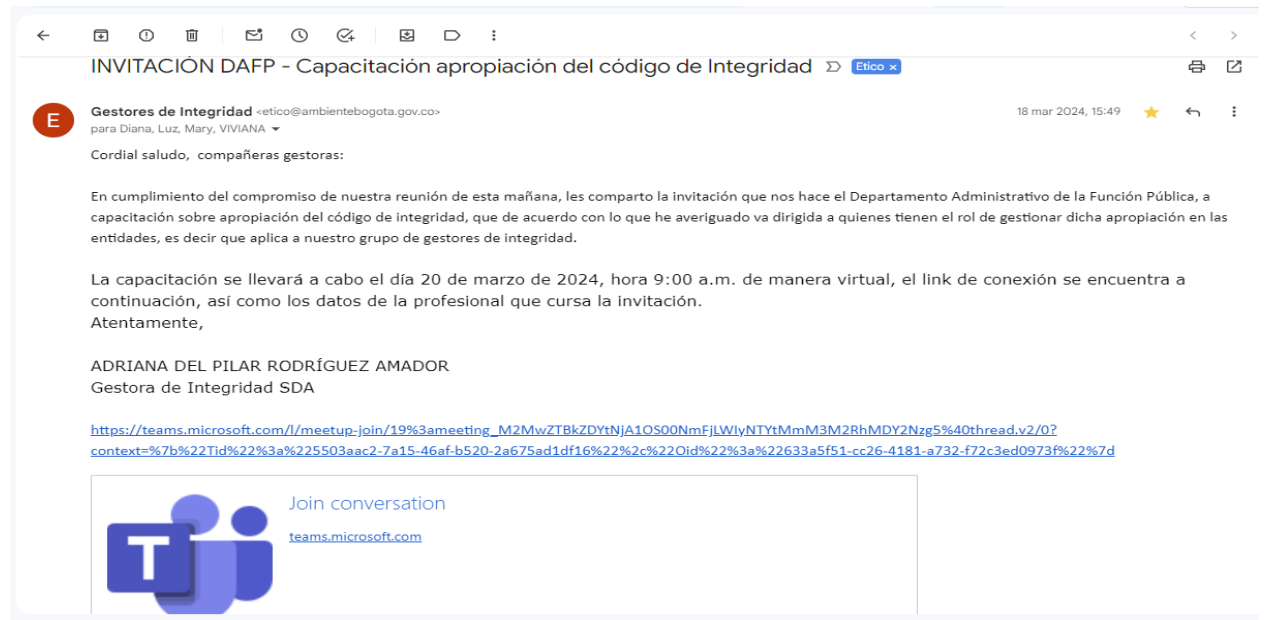 INVITACIÓN DAFP - Capacitación apropiación del código de Integridad Etico x
E
Gestores de Integridad <etico@ambientebogota.gov.co> 18 mar 2024, 15:49
para Diana, Luz, Mary, VIVIANA
Cordial saludo, compañeras gestoras:
En cumplimiento del compromiso de nuestra reunión de esta mañana, les comparto la invitación que nos hace el Departamento Administrativo de la Función Pública, a
capacitación sobre apropiación del código de integridad, que de acuerdo con lo que he averiguado va dirigida a quienes tienen el rol de gestionar dicha apropiación en las
entidades, es decir que aplica a nuestro grupo de gestores de integridad.
La capacitación se llevará a cabo el día 20 de marzo de 2024, hora 9:00 a.m. de manera virtual, el link de conexión se encuentra a
continuación, así como los datos de la profesional que cursa la invitación.
Atentamente,
ADRIANA DEL PILAR RODRÍGUEZ AMADOR
Gestora de Integridad SDA
https://teams.microsoft.com/l/meetup-join/19%3ameeting_M2MwZTBkZDYtNjA1OS00NmFjLWIyNTYtMmM3M2RhMDY2Nzg5%40thread.v2/0?
context=%7b%22Tid%22%3a%225503aac2-7a15-46af-b520-2a675ad1df16%22%2c%22Oid%22%3a%22633a5f51-cc26-4181-a732-f72c3ed0973f%22%7d
Join conversation
teams.microsoft.com
T